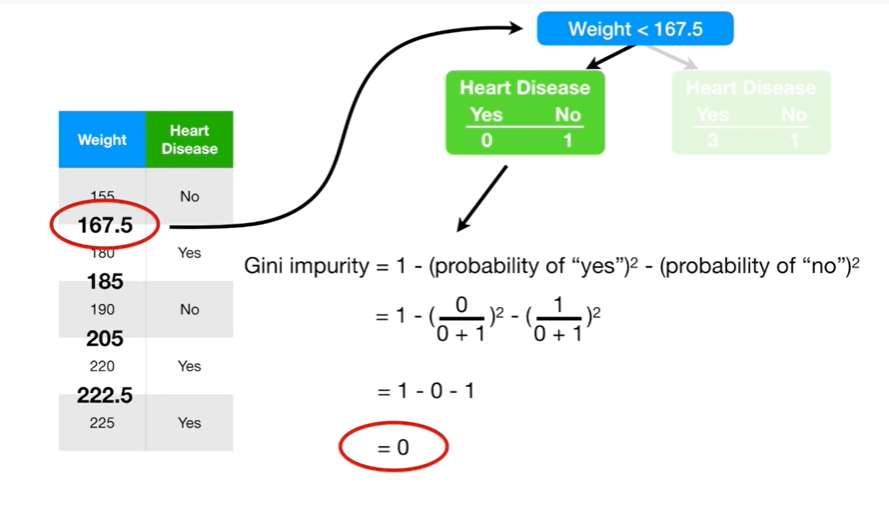 Weight < 167.5
Heart Disease
Yes No
0 1
Heart Disease
Yes No
3 1
Weight Heart Disease
155 No
167.5
180 Yes
185
190 No
205
220 Yes
222.5
225 Yes
Gini impurity = 1 - (probability of “yes”)² - (probability of “no”)²
= 1 - (0/0 + 1)² - (1/0 + 1)²
= 1 - 0 - 1
= 0